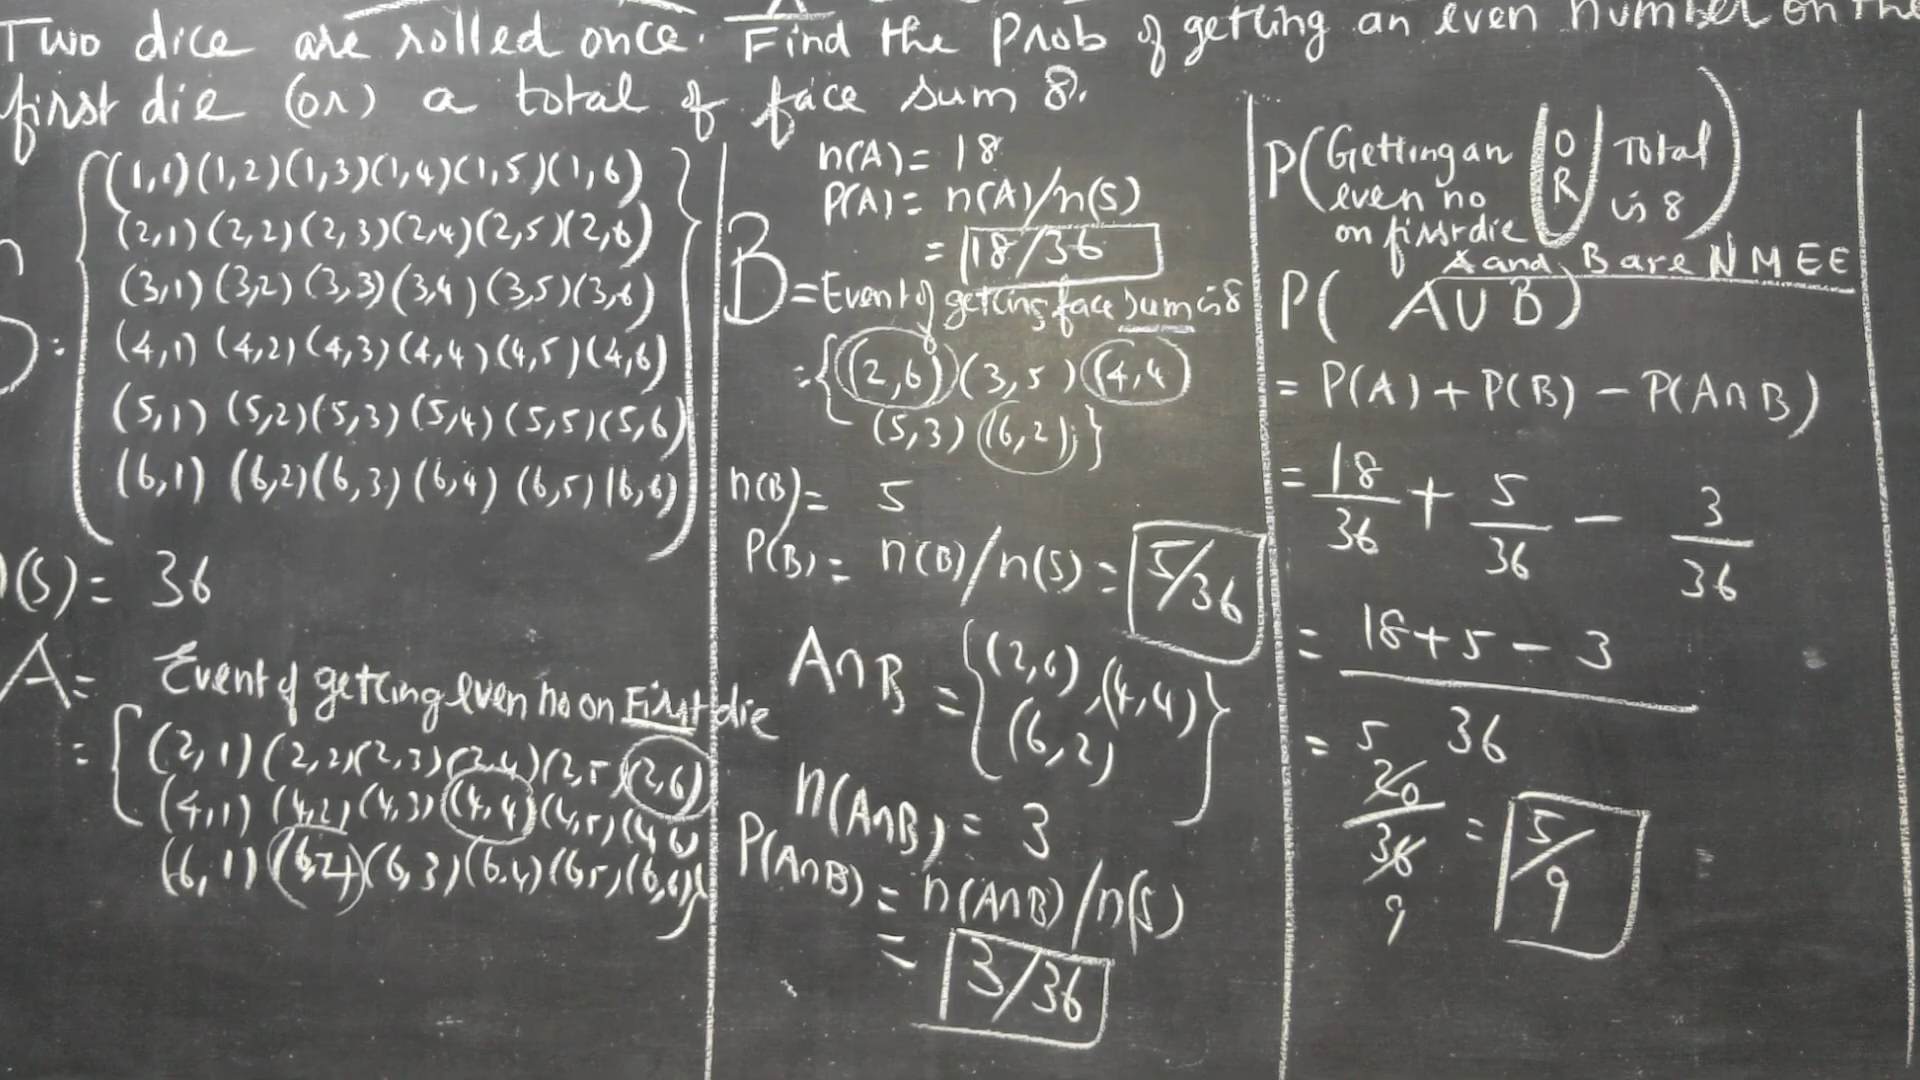 Two dice are rolled once. Find the Prob of getting an even number on the
first die (or) a total of face sum 8.
S = { (1,1) (1,2) (1,3) (1,4) (1,5) (1,6)
(2,1) (2,2) (2,3) (2,4) (2,5) (2,6)
(3,1) (3,2) (3,3) (3,4) (3,5) (3,6)
(4,1) (4,2) (4,3) (4,4) (4,5) (4,6)
(5,1) (5,2) (5,3) (5,4) (5,5) (5,6)
(6,1) (6,2) (6,3) (6,4) (6,5) (6,6) }
n(S) = 36
A = Event of getting even no on First die
= { (2,1) (2,2) (2,3) (2,4) (2,5) (2,6)
(4,1) (4,2) (4,3) (4,4) (4,5) (4,6)
(6,1) (6,2) (6,3) (6,4) (6,5) (6,6) }
n(A) = 18
P(A) = n(A)/n(S)
= 18/36
B = Event of getting face sum is 8
= { (2,6) (3,5) (4,4)
(5,3) (6,2) }
n(B) = 5
P(B) = n(B)/n(S) = 5/36
A∩B = { (2,6), (4,4)
(6,2) }
n(A∩B) = 3
P(A∩B) = n(A∩B)/n(S)
= 3/36
P(Getting an even no on first die OR Total is 8)
A and B are NMEE
P( A∪B )
= P(A) + P(B) − P(A∩B)
= 18/36 + 5/36 − 3/36
= 18+5−3
36
= 5
20/36 = 5/9
9